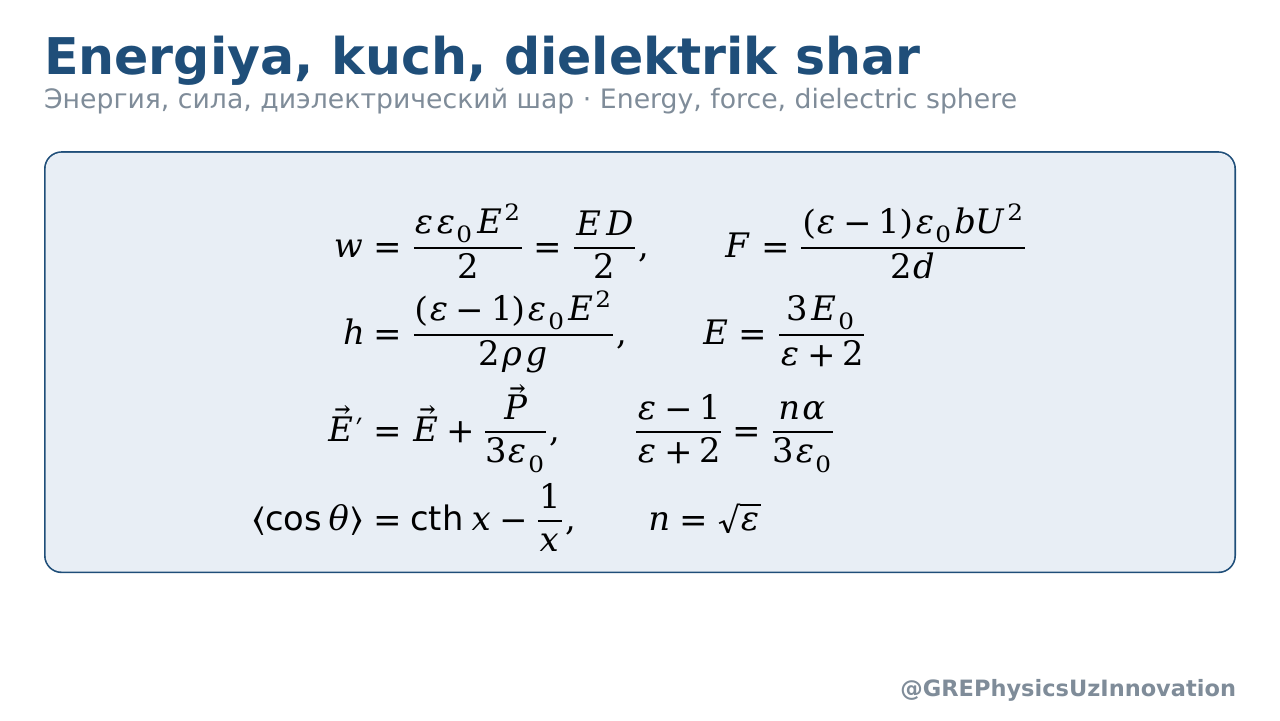 Energiya, kuch, dielektrik shar
Энергия, сила, диэлектрический шар · Energy, force, dielectric sphere
w = εε₀E²/2 = ED/2, F = (ε − 1)ε₀bU²/2d
h = (ε − 1)ε₀E²/2ρg, E = 3E₀/ε + 2
E⃗′ = E⃗ + P⃗/3ε₀, ε − 1/ε + 2 = nα/3ε₀
⟨cos θ⟩ = cth x − 1/x, n = √ε
@GREPhysicsUzInnovation